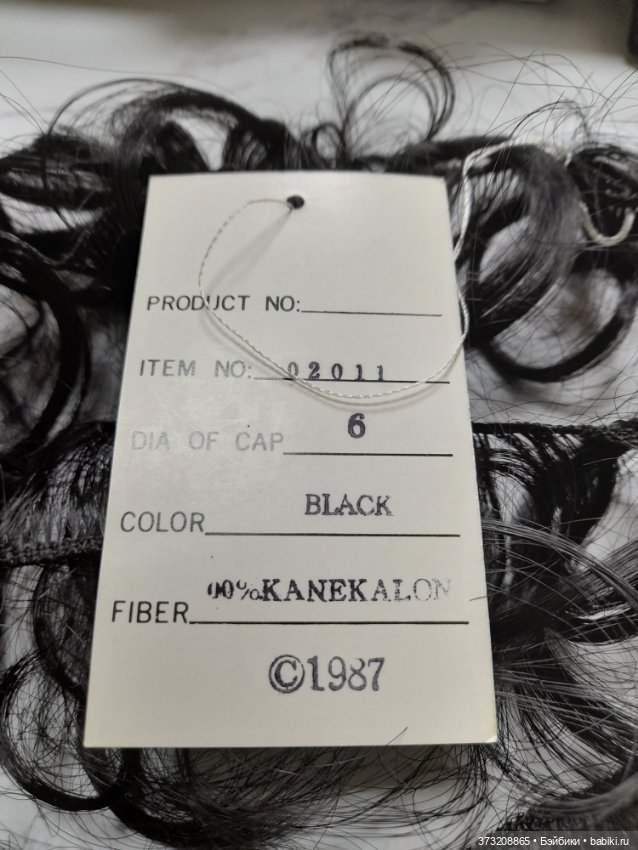 PRODUCT NO:
ITEM NO: 02011
DIA OF CAP 6
COLOR BLACK
FIBER 00%KANEKALON
©1987
373208865 • Бэйбики • babiki.ru